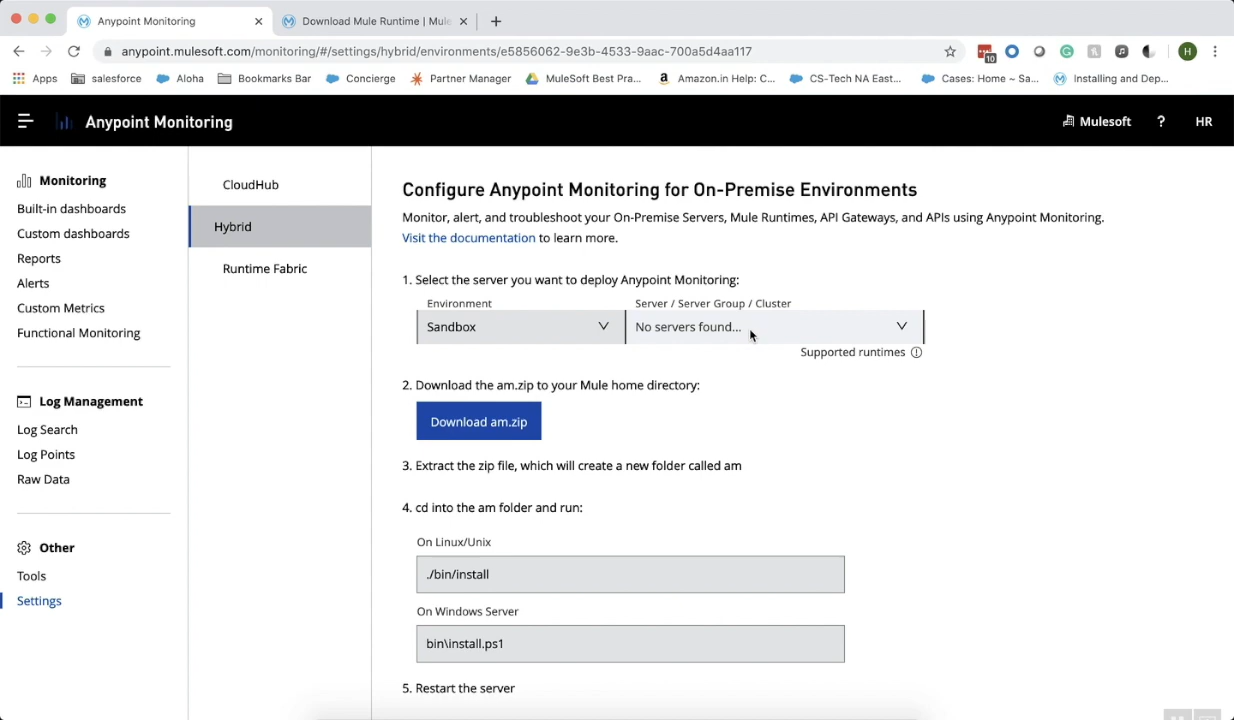 Anypoint Monitoring
Download Mule Runtime | Mule
anypoint.mulesoft.com/monitoring/#/settings/hybrid/environments/e5856062-9e3b-4533-9aac-700a5d4aa117
10
H
Apps salesforce Aloha Bookmarks Bar Concierge Partner Manager MuleSoft Best Pra... Amazon.in Help: C... CS-Tech NA East... Cases: Home ~ Sa... Installing and Dep...
Anypoint Monitoring
Mulesoft ? HR
Monitoring
Built-in dashboards
Custom dashboards
Reports
Alerts
Custom Metrics
Functional Monitoring
Log Management
Log Search
Log Points
Raw Data
Other
Tools
Settings
CloudHub
Hybrid
Runtime Fabric
Configure Anypoint Monitoring for On-Premise Environments
Monitor, alert, and troubleshoot your On-Premise Servers, Mule Runtimes, API Gateways, and APIs using Anypoint Monitoring.
Visit the documentation to learn more.
1. Select the server you want to deploy Anypoint Monitoring:
Environment
Sandbox
Server / Server Group / Cluster
No servers found...
Supported runtimes
2. Download the am.zip to your Mule home directory:
Download am.zip
3. Extract the zip file, which will create a new folder called am
4. cd into the am folder and run:
On Linux/Unix
./bin/install
On Windows Server
bin\install.ps1
5. Restart the server